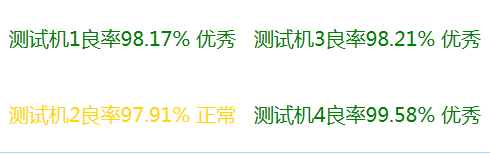 测试机1良率98.17% 优秀 测试机3良率98.21% 优秀
测试机2良率97.91% 正常 测试机4良率99.58% 优秀